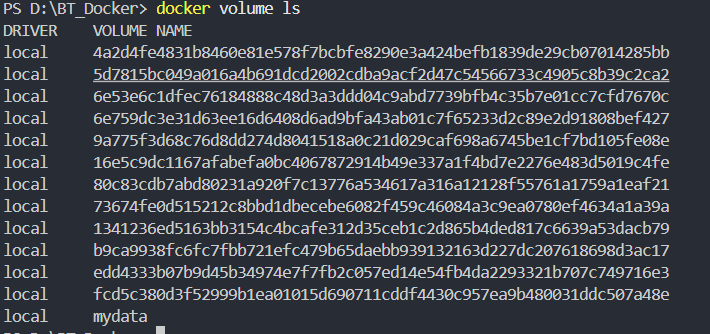 PS D:\BT_Docker> docker volume ls
DRIVER    VOLUME NAME
local     4a2d4fe4831b8460e81e578f7bcbfe8290e3a424befb1839de29cb07014285bb
local     5d7815bc049a016a4b691dcd2002cdba9acf2d47c54566733c4905c8b39c2ca2
local     6e53e6c1dfec76184888c48d3a3ddd04c9abd7739bfb4c35b7e01cc7cfd7670c
local     6e759dc3e31d63ee16d6408d6ad9bfa43ab01c7f65233d2c89e2d91808bef427
local     9a775f3d68c76d8dd274d8041518a0c21d029caf698a6745be1cf7bd105fe08e
local     16e5c9dc1167afabefa0bc4067872914b49e337a1f4bd7e2276e483d5019c4fe
local     80c83cdb7abd80231a920f7c13776a534617a316a12128f55761a1759a1eaf21
local     73674fe0d515212c8bbd1dbecebe6082f459c46084a3c9ea0780ef4634a1a39a
local     1341236ed5163bb3154c4bcafe312d35ceb1c2d865b4ded817c6639a53dacb79
local     b9ca9938fc6fc7fbb721efc479b65daebb939132163d227dc207618698d3ac17
local     edd4333b07b9d45b34974e7f7fb2c057ed14e54fb4da2293321b707c749716e3
local     fcd5c380d3f52999b1ea01015d690711cddf4430c957ea9b480031ddc507a48e
local     mydata